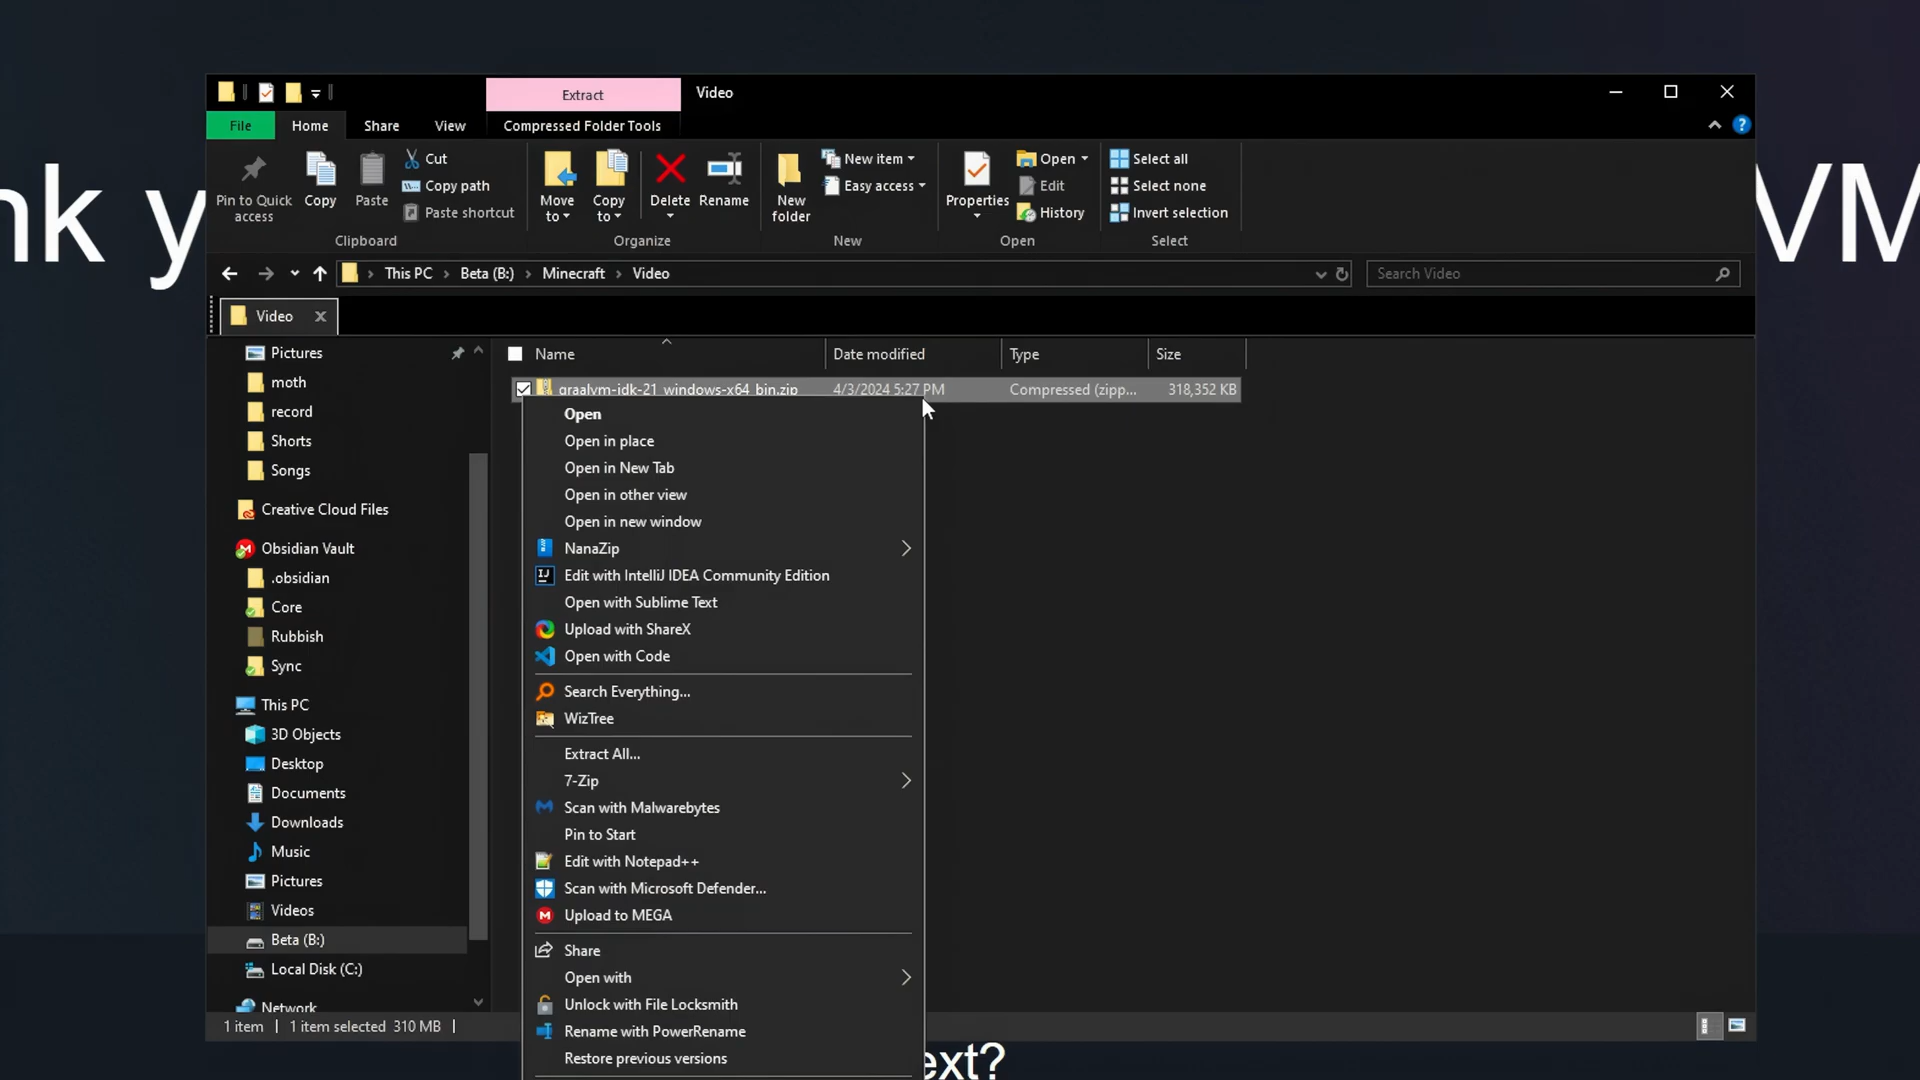 nk y
VM
Extract
Video
File
Home
Share
View
Compressed Folder Tools
Pin to Quick
access
Copy
Paste
Cut
Copy path
Paste shortcut
Clipboard
Move
to
Copy
to
Delete
Rename
Organize
New
folder
New item
Easy access
New
Properties
Open
Edit
History
Open
Select all
Select none
Invert selection
Select
This PC
Beta (B:)
Minecraft
Video
Search Video
Video
Pictures
moth
record
Shorts
Songs
Creative Cloud Files
Obsidian Vault
.obsidian
Core
Rubbish
Sync
This PC
3D Objects
Desktop
Documents
Downloads
Music
Pictures
Videos
Beta (B:)
Local Disk (C:)
Network
Name
Date modified
Type
Size
graalvm-jdk-21_windows-x64_bin.zip
4/3/2024 5:27 PM
Compressed (zipp...
318,352 KB
Open
Open in place
Open in New Tab
Open in other view
Open in new window
NanaZip
Edit with IntelliJ IDEA Community Edition
Open with Sublime Text
Upload with ShareX
Open with Code
Search Everything...
WizTree
Extract All...
7-Zip
Scan with Malwarebytes
Pin to Start
Edit with Notepad++
Scan with Microsoft Defender...
Upload to MEGA
Share
Open with
Unlock with File Locksmith
Rename with PowerRename
Restore previous versions
1 item
1 item selected 310 MB
ext?